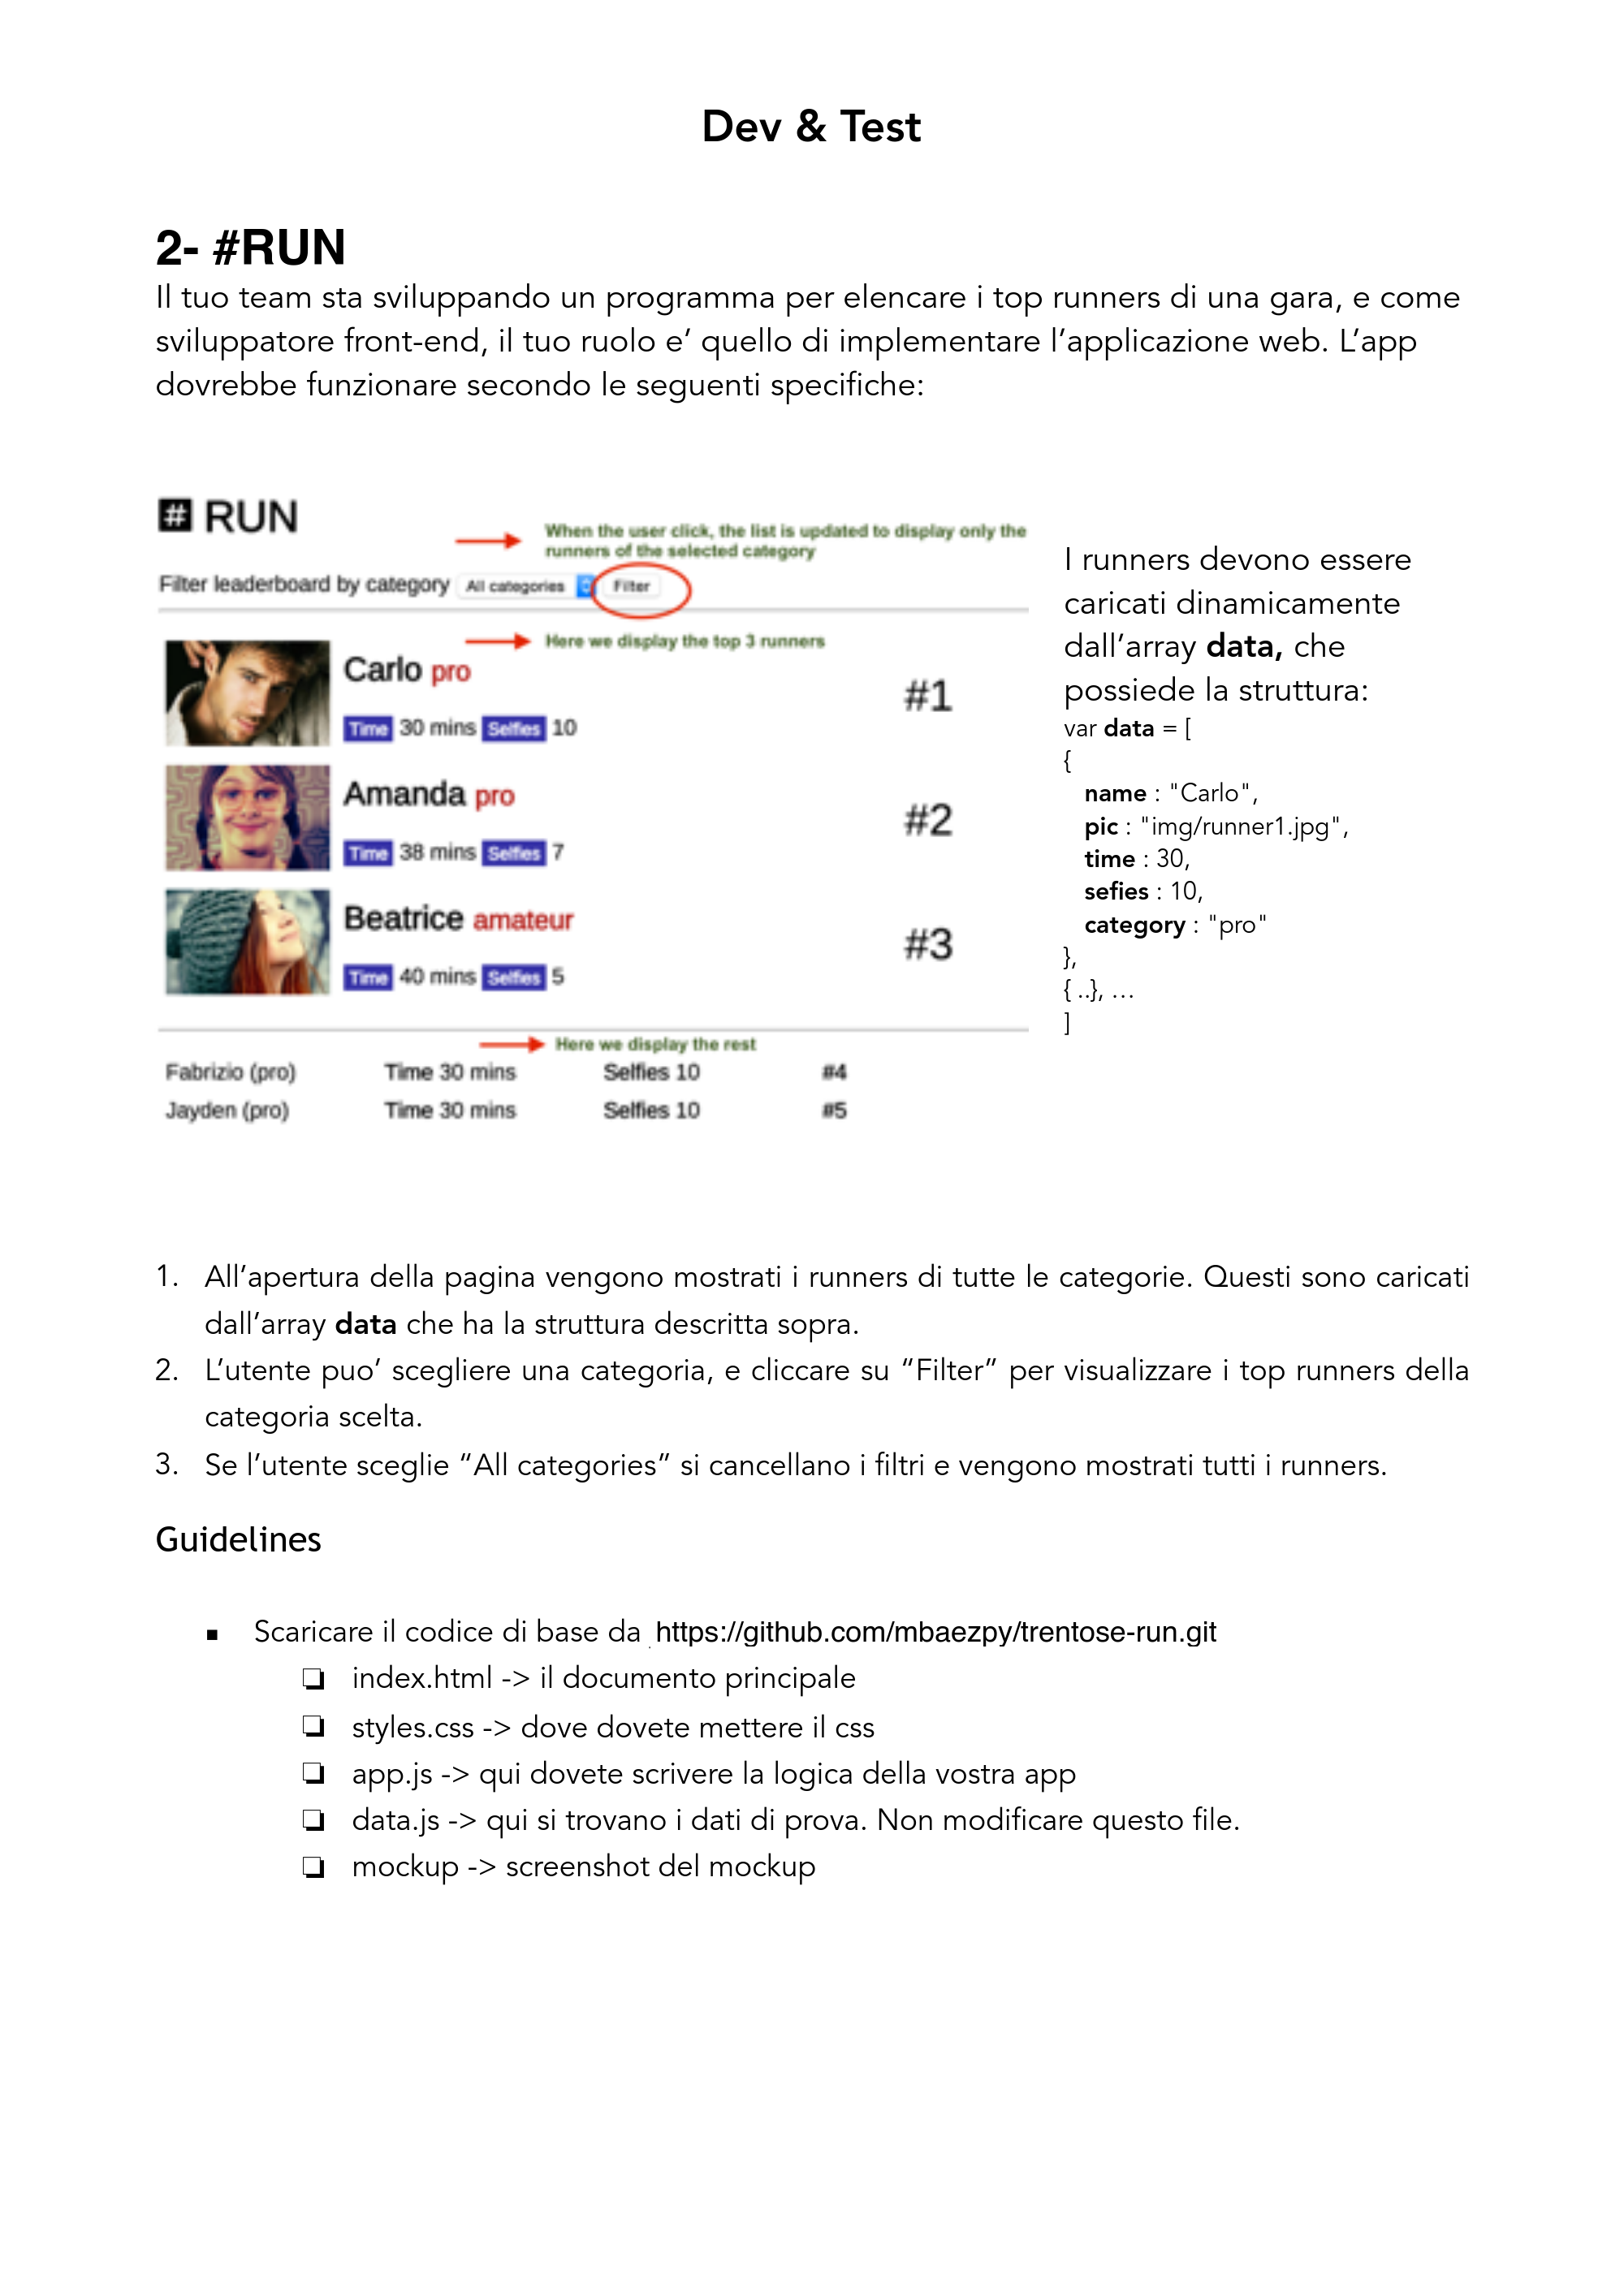 Dev & Test
2- #RUN
Il tuo team sta sviluppando un programma per elencare i top runners di una gara, e come
sviluppatore front-end, il tuo ruolo e’ quello di implementare l’applicazione web. L’app
dovrebbe funzionare secondo le seguenti specifiche:
# RUN
When the user click, the list is updated to display only the
runners of the selected category
Filter leaderboard by category All categories Filter
Here we display the top 3 runners
Carlo pro
#1
Time 30 mins Selfies 10
Amanda pro
#2
Time 38 mins Selfies 7
Beatrice amateur
#3
Time 40 mins Selfies 5
Here we display the rest
Fabrizio (pro) Time 30 mins Selfies 10 #4
Jayden (pro) Time 30 mins Selfies 10 #5
I runners devono essere
caricati dinamicamente
dall’array data, che
possiede la struttura:
var data = [
{
name : "Carlo",
pic : "img/runner1.jpg",
time : 30,
sefies : 10,
category : "pro"
},
{ ..}, …
]
1. All’apertura della pagina vengono mostrati i runners di tutte le categorie. Questi sono caricati
dall’array data che ha la struttura descritta sopra.
2. L’utente puo’ scegliere una categoria, e cliccare su “Filter” per visualizzare i top runners della
categoria scelta.
3. Se l’utente sceglie “All categories” si cancellano i filtri e vengono mostrati tutti i runners.
Guidelines
▪ Scaricare il codice di base da https://github.com/mbaezpy/trentose-run.git
❏ index.html -> il documento principale
❏ styles.css -> dove dovete mettere il css
❏ app.js -> qui dovete scrivere la logica della vostra app
❏ data.js -> qui si trovano i dati di prova. Non modificare questo file.
❏ mockup -> screenshot del mockup